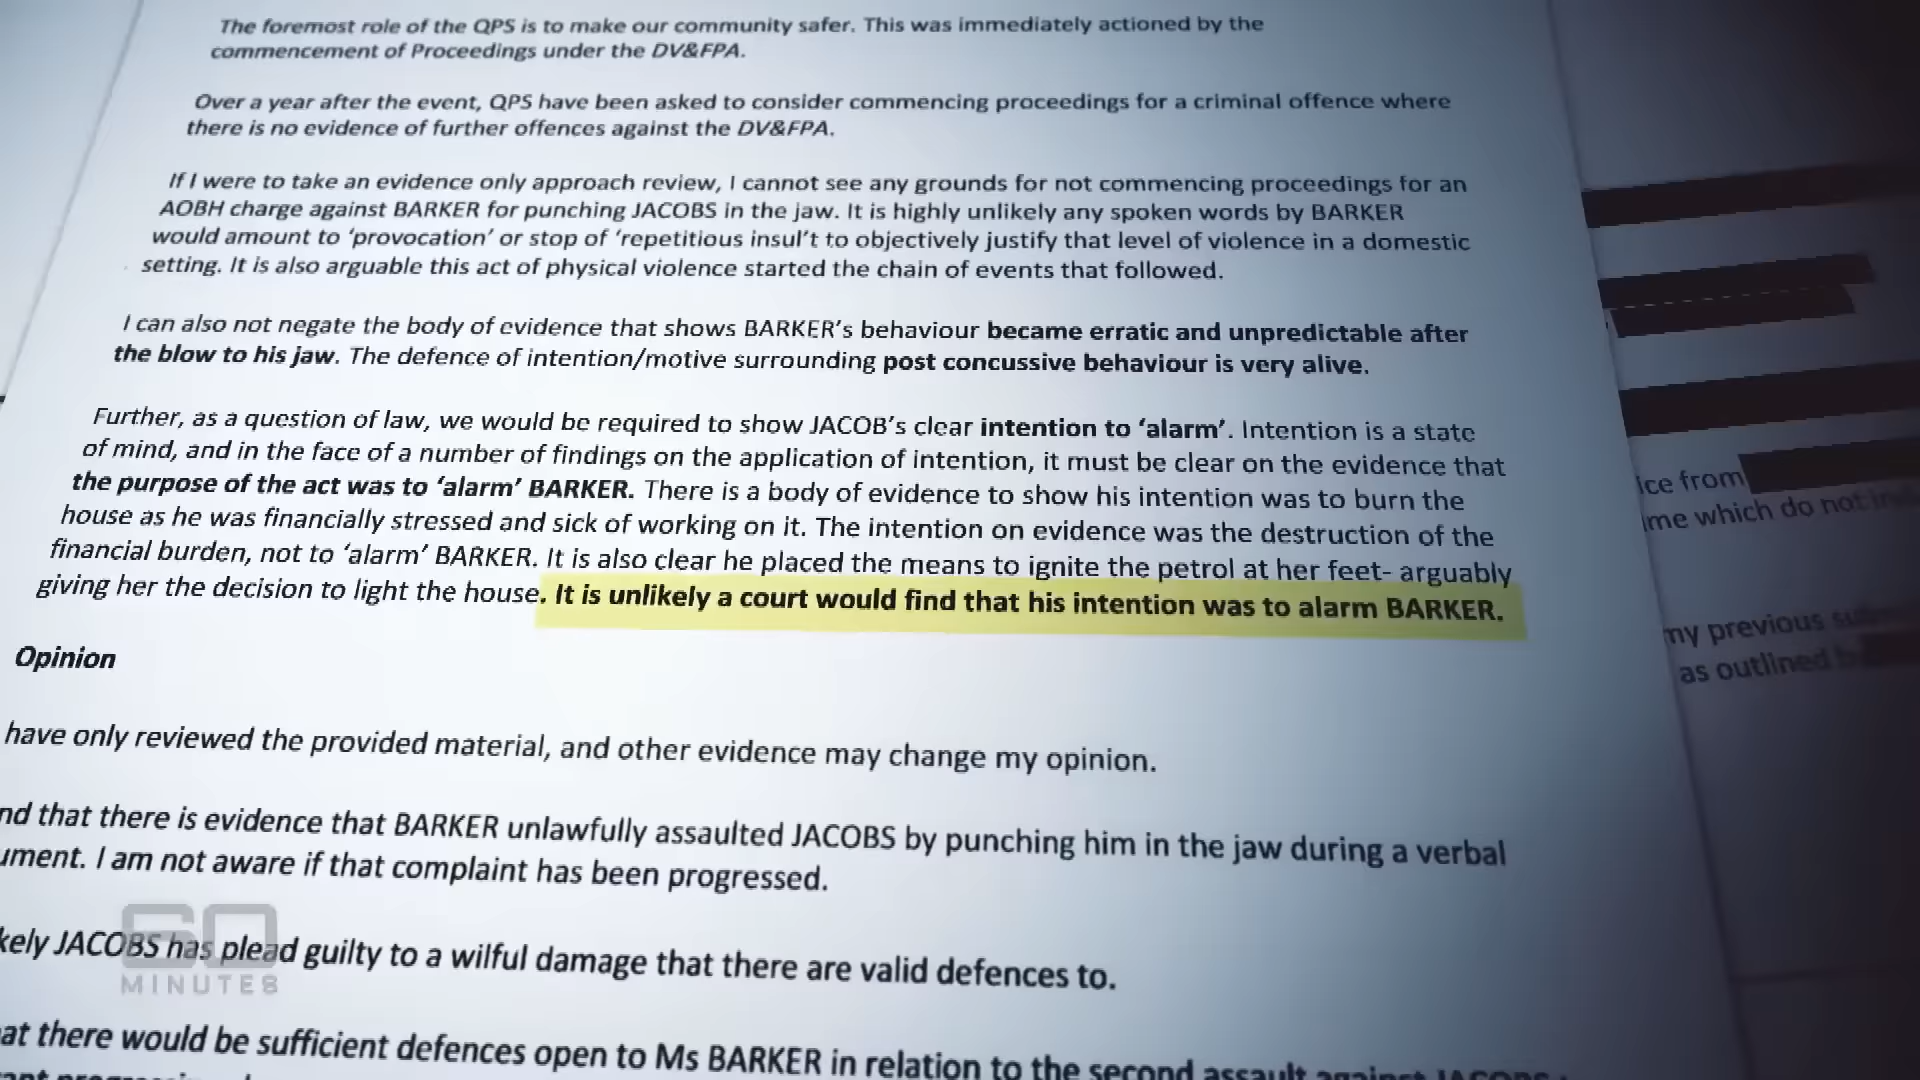 The foremost role of the QPS is to make our community safer. This was immediately actioned by the
commencement of Proceedings under the DV&FPA.
Over a year after the event, QPS have been asked to consider commencing proceedings for a criminal offence where
there is no evidence of further offences against the DV&FPA.
If I were to take an evidence only approach review, I cannot see any grounds for not commencing proceedings for an
AOBH charge against BARKER for punching JACOBS in the jaw. It is highly unlikely any spoken words by BARKER
would amount to ‘provocation’ or stop of ‘repetitious insul’t to objectively justify that level of violence in a domestic
setting. It is also arguable this act of physical violence started the chain of events that followed.
I can also not negate the body of evidence that shows BARKER’s behaviour became erratic and unpredictable after
the blow to his jaw. The defence of intention/motive surrounding post concussive behaviour is very alive.
Further, as a question of law, we would be required to show JACOB’s clear intention to ‘alarm’. Intention is a state
of mind, and in the face of a number of findings on the application of intention, it must be clear on the evidence that
the purpose of the act was to ‘alarm’ BARKER. There is a body of evidence to show his intention was to burn the
house as he was financially stressed and sick of working on it. The intention on evidence was the destruction of the
financial burden, not to ‘alarm’ BARKER. It is also clear he placed the means to ignite the petrol at her feet- arguably
giving her the decision to light the house. It is unlikely a court would find that his intention was to alarm BARKER.
Opinion
have only reviewed the provided material, and other evidence may change my opinion.
nd that there is evidence that BARKER unlawfully assaulted JACOBS by punching him in the jaw during a verbal
ument. I am not aware if that complaint has been progressed.
kely JACOBS has plead guilty to a wilful damage that there are valid defences to.
at there would be sufficient defences open to Ms BARKER in relation to the second assault against JACOBS
ice from
me which do not
my previous
as outlined
60
MINUTES